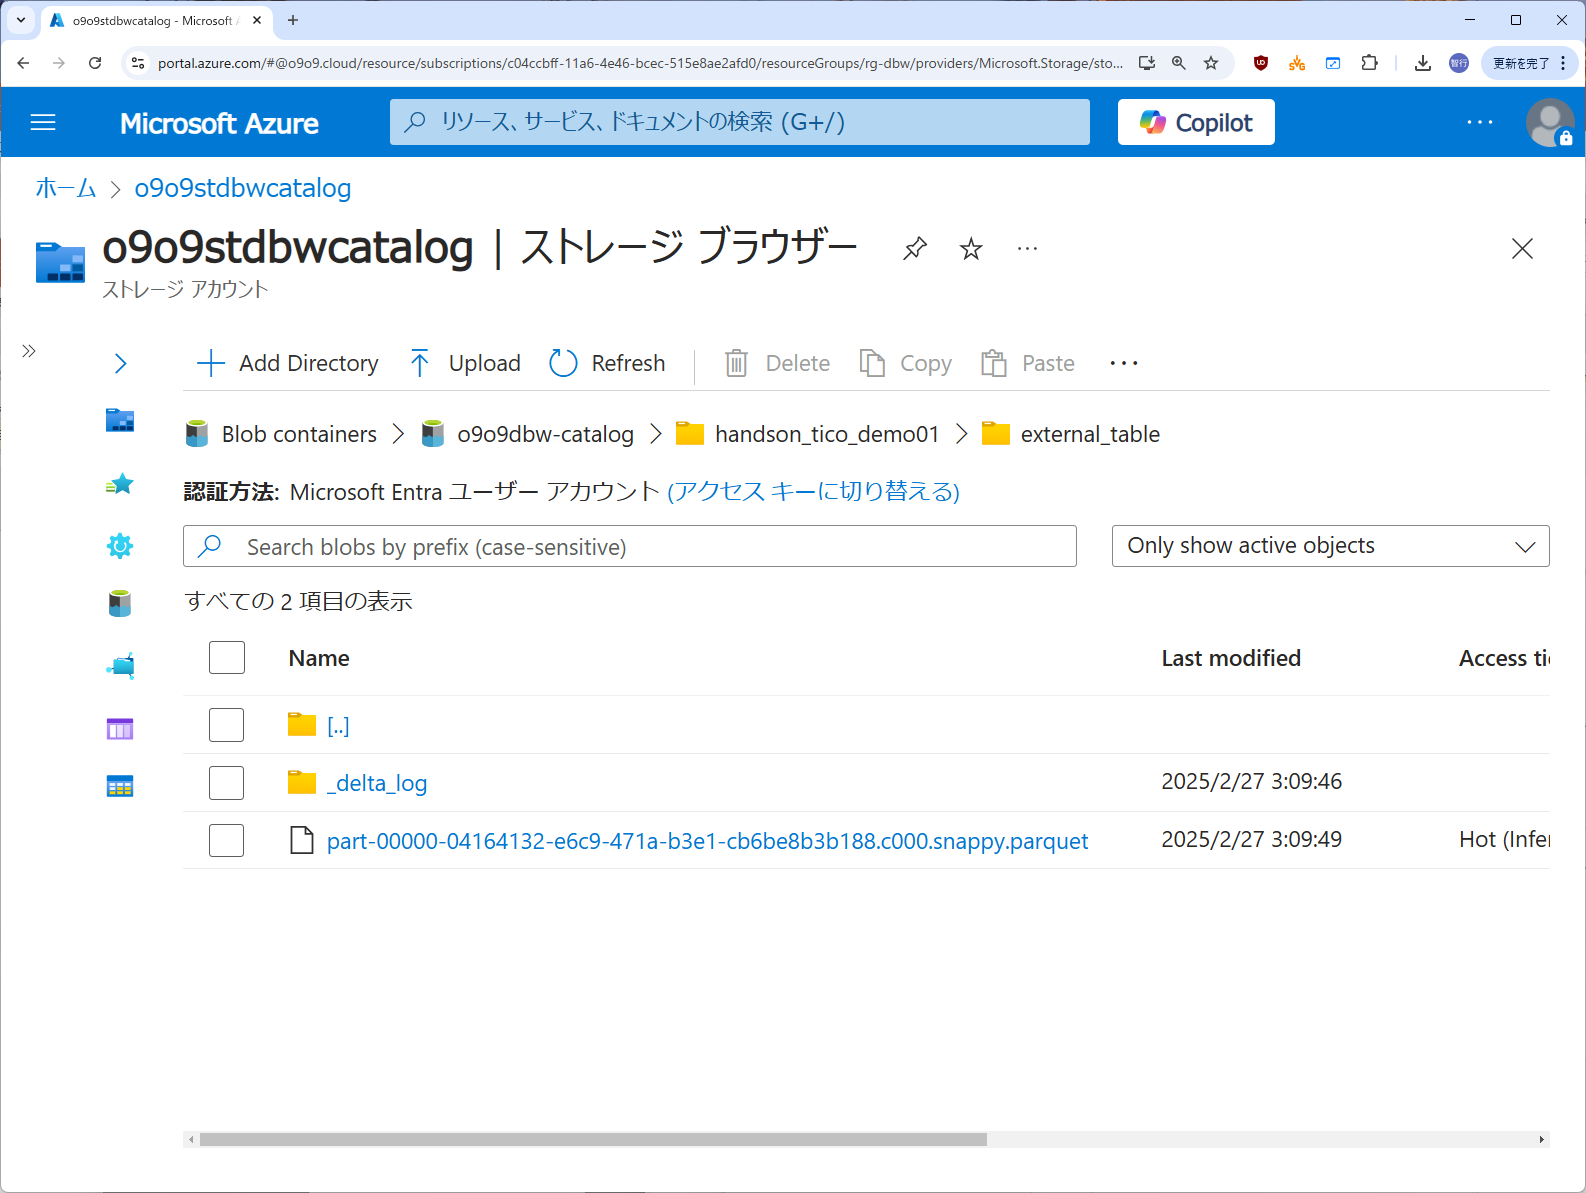 o9o9stdbwcatalog - Microsoft A
portal.azure.com/#@o9o9.cloud/resource/subscriptions/c04ccbff-11a6-4e46-bcec-515e8ae2afd0/resourceGroups/rg-dbw/providers/Microsoft.Storage/sto...
智行
更新を完了
Microsoft Azure
リソース、サービス、ドキュメントの検索 (G+/)
Copilot
ホーム > o9o9stdbwcatalog
o9o9stdbwcatalog | ストレージ ブラウザー
ストレージ アカウント
Add Directory
Upload
Refresh
Delete
Copy
Paste
Blob containers > o9o9dbw-catalog > handson_tico_demo01 > external_table
認証方法: Microsoft Entra ユーザー アカウント (アクセス キーに切り替える)
Search blobs by prefix (case-sensitive)
Only show active objects
すべての 2 項目の表示
Name Last modified Access tie
[..]
_delta_log 2025/2/27 3:09:46
part-00000-04164132-e6c9-471a-b3e1-cb6be8b3b188.c000.snappy.parquet 2025/2/27 3:09:49 Hot (Infer